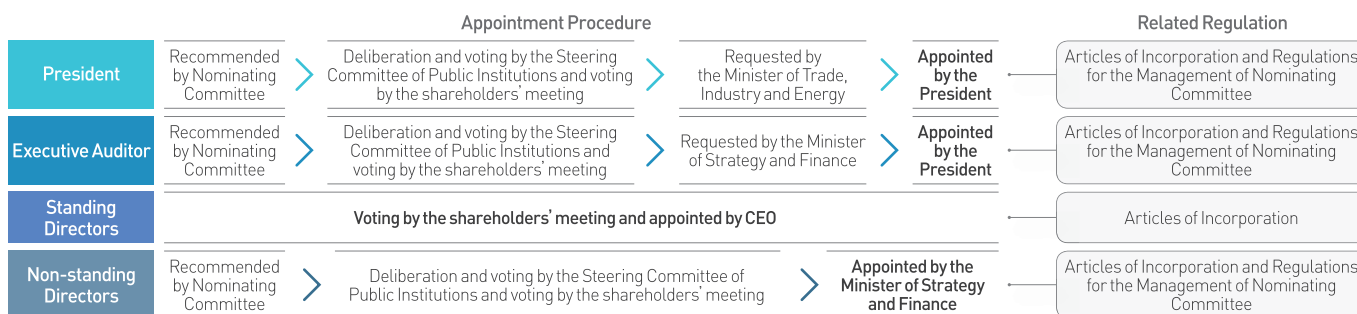 Appointment Procedure
Related Regulation
President
Recommended
by Nominating
Committee
Deliberation and voting by the Steering
Committee of Public Institutions and voting
by the shareholders' meeting
Requested by
the Minister of Trade,
Industry and Energy
Appointed
by the
President
Articles of Incorporation and Regulations
for the Management of Nominating
Committee
Executive Auditor
Recommended
by Nominating
Committee
Deliberation and voting by the Steering
Committee of Public Institutions and
voting by the shareholders' meeting
Requested by the Minister
of Strategy and Finance
Appointed
by the
President
Articles of Incorporation and Regulations
for the Management of Nominating
Committee
Standing
Directors
Voting by the shareholders' meeting and appointed by CEO
Articles of Incorporation
Non-standing
Directors
Recommended
by Nominating
Committee
Deliberation and voting by the Steering Committee of
Public Institutions and voting by the shareholders' meeting
Appointed by the
Minister of Strategy
and Finance
Articles of Incorporation and Regulations
for the Management of Nominating
Committee